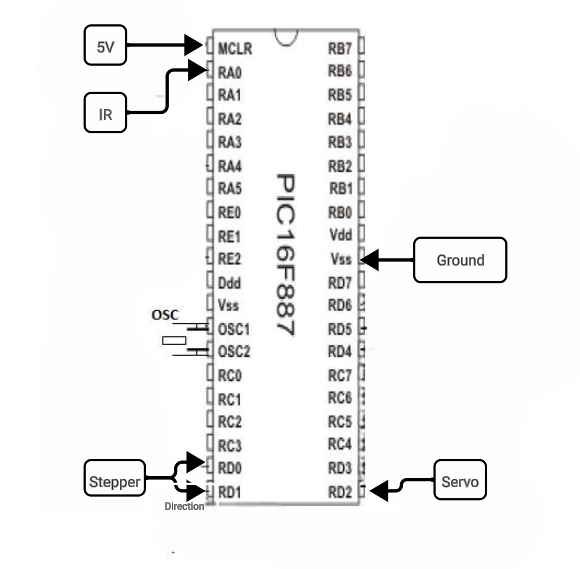 5V
IR
OSC
Stepper
Direction
MCLR
RA0
RA1
RA2
RA3
RA4
RA5
RE0
RE1
RE2
Ddd
Vss
OSC1
OSC2
RC0
RC1
RC2
RC3
RD0
RD1
PIC16F887
RB7
RB6
RB5
RB4
RB3
RB2
RB1
RB0
Vdd
Vss
RD7
RD6
RD5
RD4
RC7
RC6
RC5
RC4
RD3
RD2
Ground
Servo